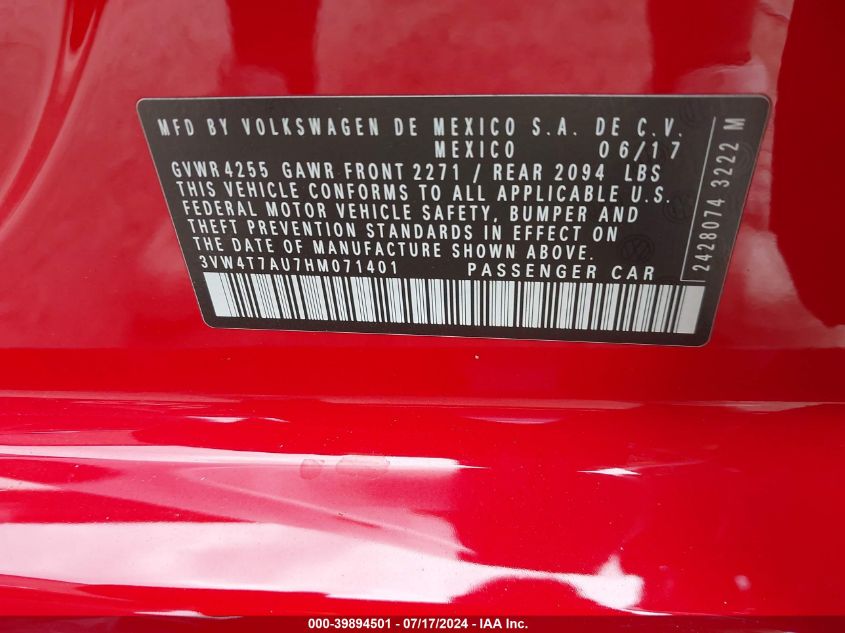 MFD BY VOLKSWAGEN DE MEXICO S.A. DE C.V.
MEXICO 06/17
GVWR 4255 GAWR FRONT 2271 / REAR 2094 LBS
THIS VEHICLE CONFORMS TO ALL APPLICABLE U.S.
FEDERAL MOTOR VEHICLE SAFETY, BUMPER AND
THEFT PREVENTION STANDARDS IN EFFECT ON
THE DATE OF MANUFACTURE SHOWN ABOVE.
3VW4T7AU7HM071401 PASSENGER CAR
2428074 3222 M
000-39894501 - 07/17/2024 - IAA Inc.